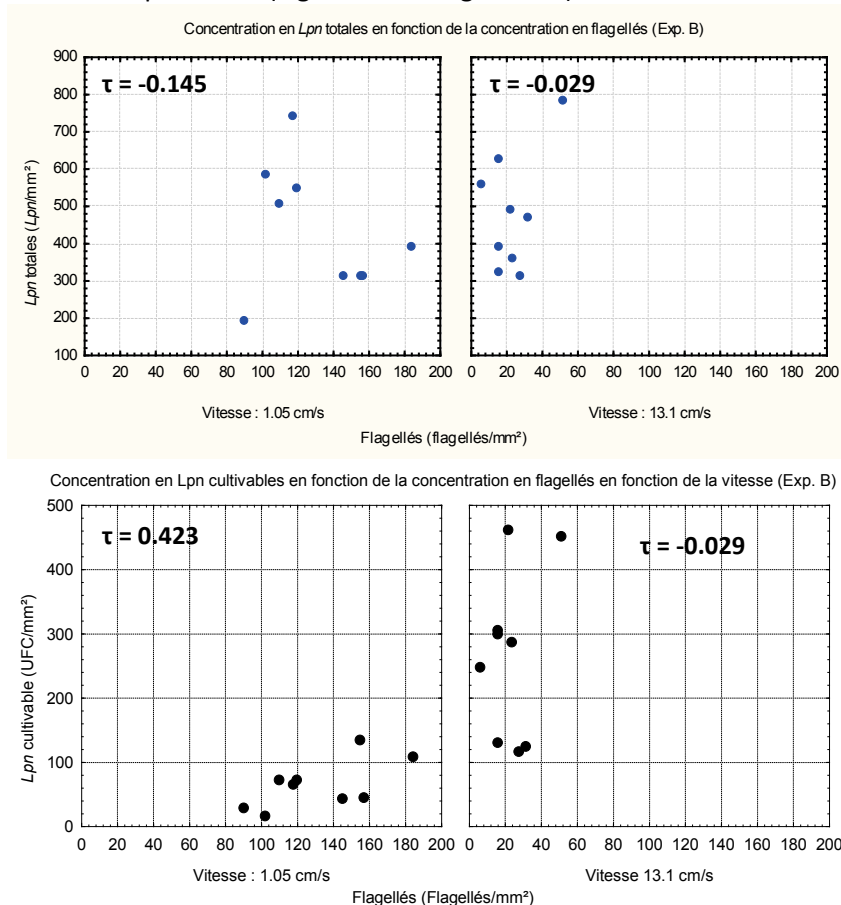 Concentration en Lpn totales en fonction de la concentration en flagellés (Exp. B)
τ = -0.145
τ = -0.029
Lpn totales (Lpn/mm²)
900
800
700
600
500
400
300
200
100
0 20 40 60 80 100 120 140 160 180 200
0 20 40 60 80 100 120 140 160 180 200
Vitesse : 1.05 cm/s
Vitesse : 13.1 cm/s
Flagellés (flagellés/mm²)
Concentration en Lpn cultivables en fonction de la concentration en flagellés en fonction de la vitesse (Exp. B)
τ = 0.423
τ = -0.029
Lpn cultivable (UFC/mm²)
500
400
300
200
100
0
0 20 40 60 80 100 120 140 160 180 200
0 20 40 60 80 100 120 140 160 180 200
Vitesse : 1.05 cm/s
Vitesse 13.1 cm/s
Flagellés (Flagellés/mm²)